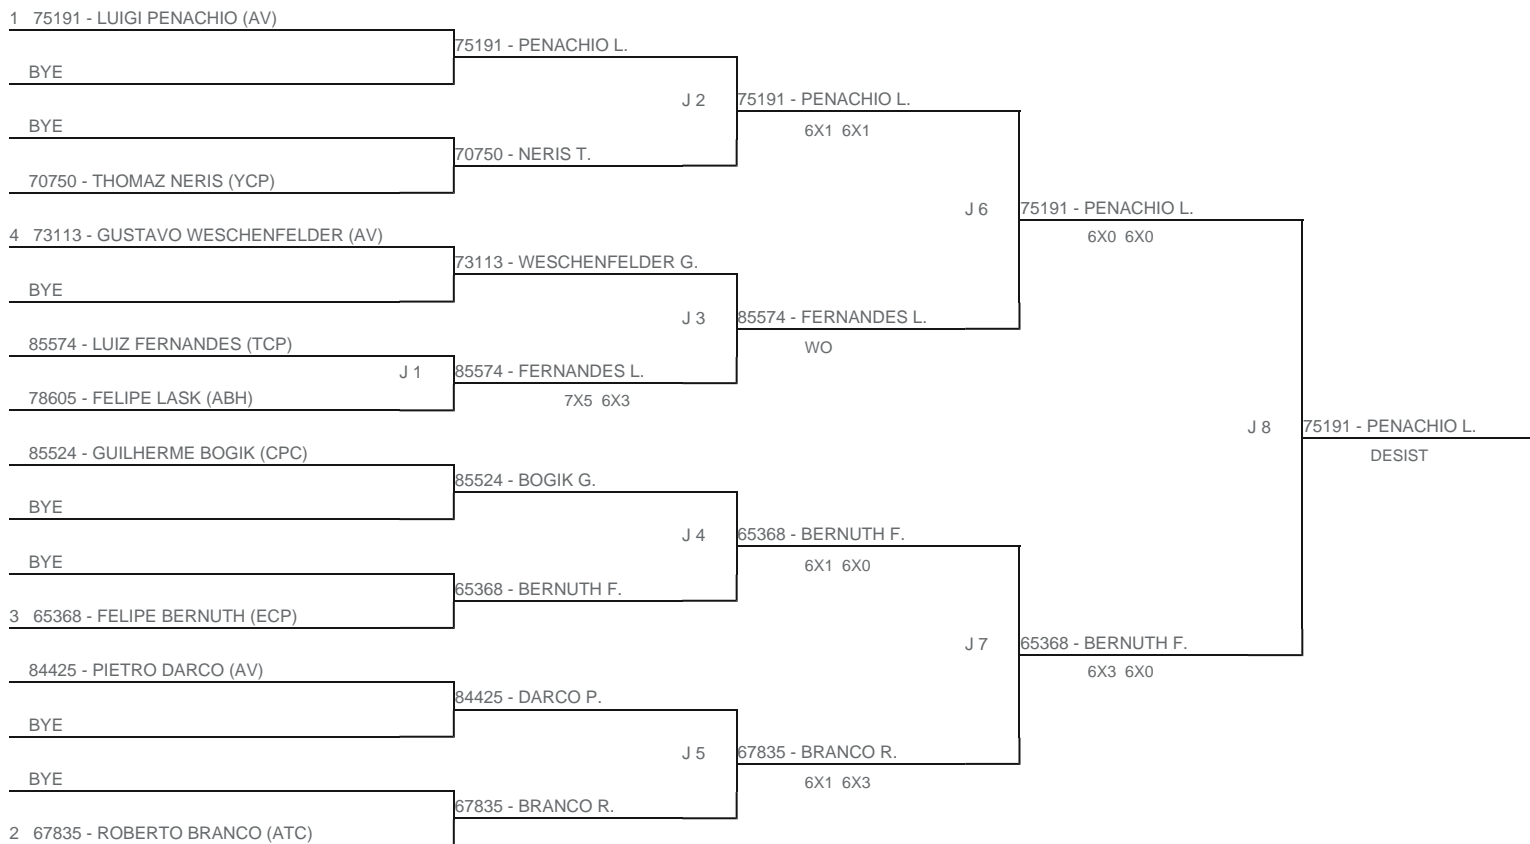 1 75191 - LUIGI PENACHIO (AV)
75191 - PENACHIO L.
BYE
J 2
75191 - PENACHIO L.
6X1 6X1
BYE
70750 - NERIS T.
70750 - THOMAZ NERIS (YCP)
J 6
75191 - PENACHIO L.
6X0 6X0
4 73113 - GUSTAVO WESCHENFELDER (AV)
73113 - WESCHENFELDER G.
BYE
J 3
85574 - FERNANDES L.
WO
85574 - LUIZ FERNANDES (TCP)
J 1
85574 - FERNANDES L.
7X5 6X3
78605 - FELIPE LASK (ABH)
J 8
75191 - PENACHIO L.
DESIST
85524 - GUILHERME BOGIK (CPC)
85524 - BOGIK G.
BYE
J 4
65368 - BERNUTH F.
6X1 6X0
BYE
65368 - BERNUTH F.
3 65368 - FELIPE BERNUTH (ECP)
J 7
65368 - BERNUTH F.
6X3 6X0
84425 - PIETRO DARCO (AV)
84425 - DARCO P.
BYE
J 5
67835 - BRANCO R.
6X1 6X3
BYE
67835 - BRANCO R.
2 67835 - ROBERTO BRANCO (ATC)